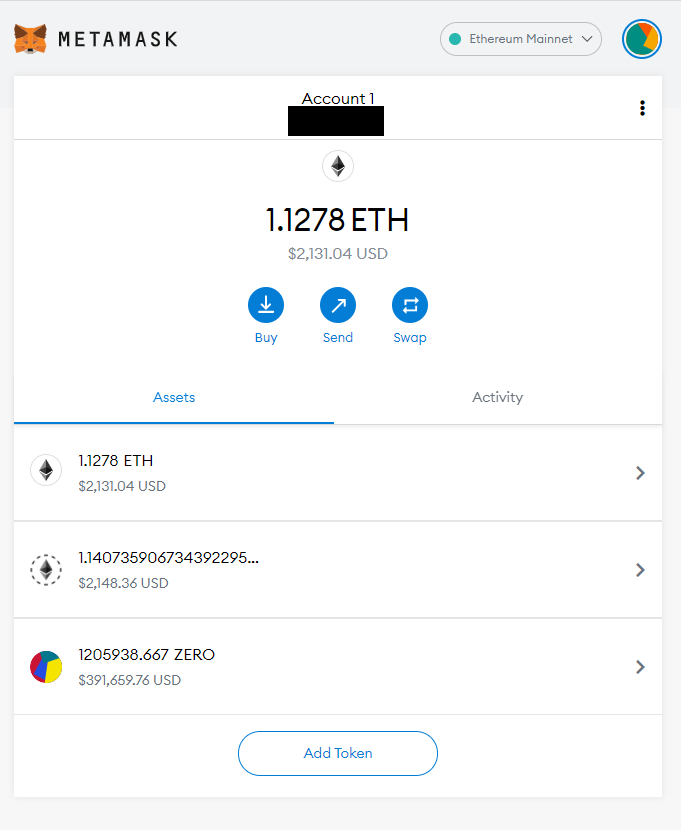 METAMASK
Ethereum Mainnet
Account 1
1.1278 ETH
$2,131.04 USD
Buy
Send
Swap
Assets
Activity
1.1278 ETH
$2,131.04 USD
1.140735906734392295...
$2,148.36 USD
1205938.667 ZERO
$391,659.76 USD
Add Token